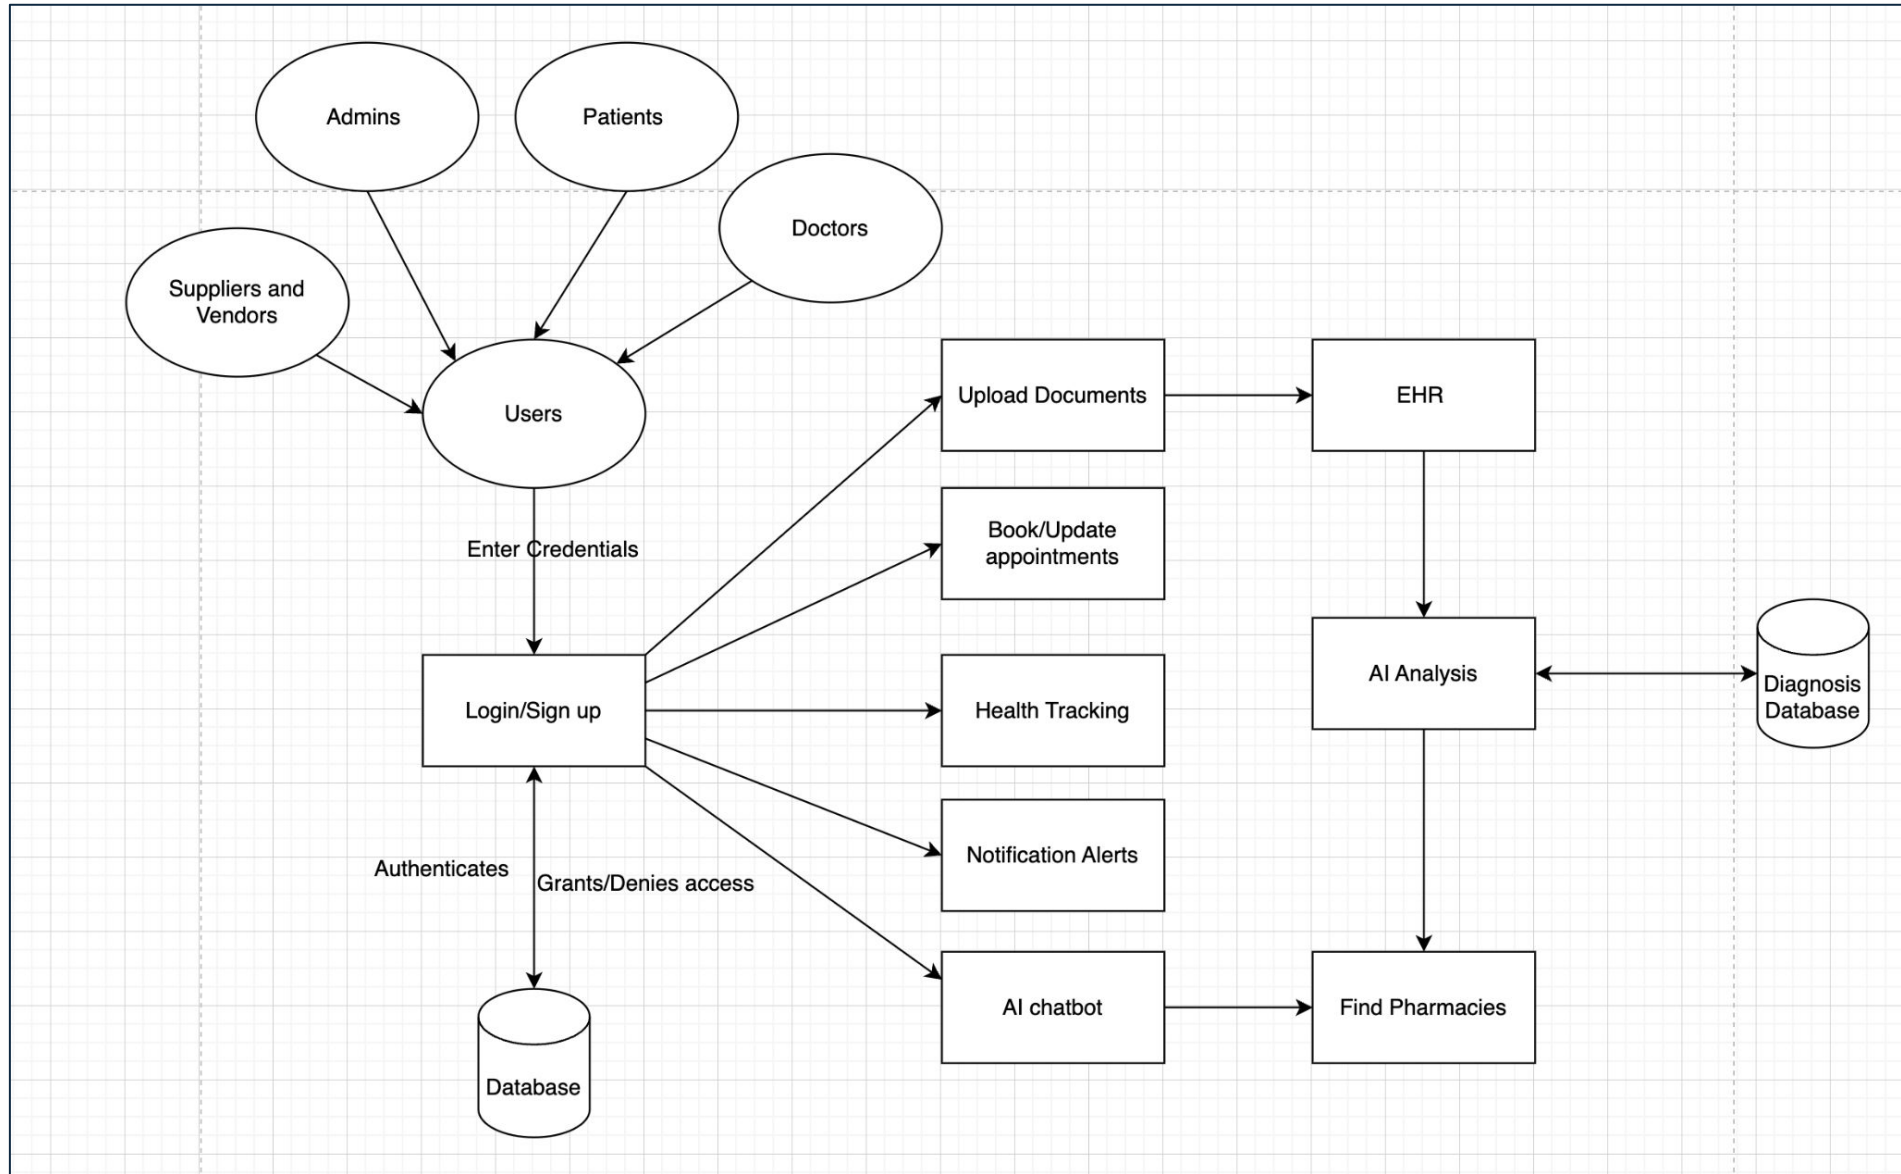 Admins
Patients
Doctors
Suppliers and
Vendors
Users
Upload Documents
EHR
Enter Credentials
Book/Update
appointments
Login/Sign up
Health Tracking
AI Analysis
Diagnosis
Database
Authenticates
Grants/Denies access
Notification Alerts
AI chatbot
Find Pharmacies
Database